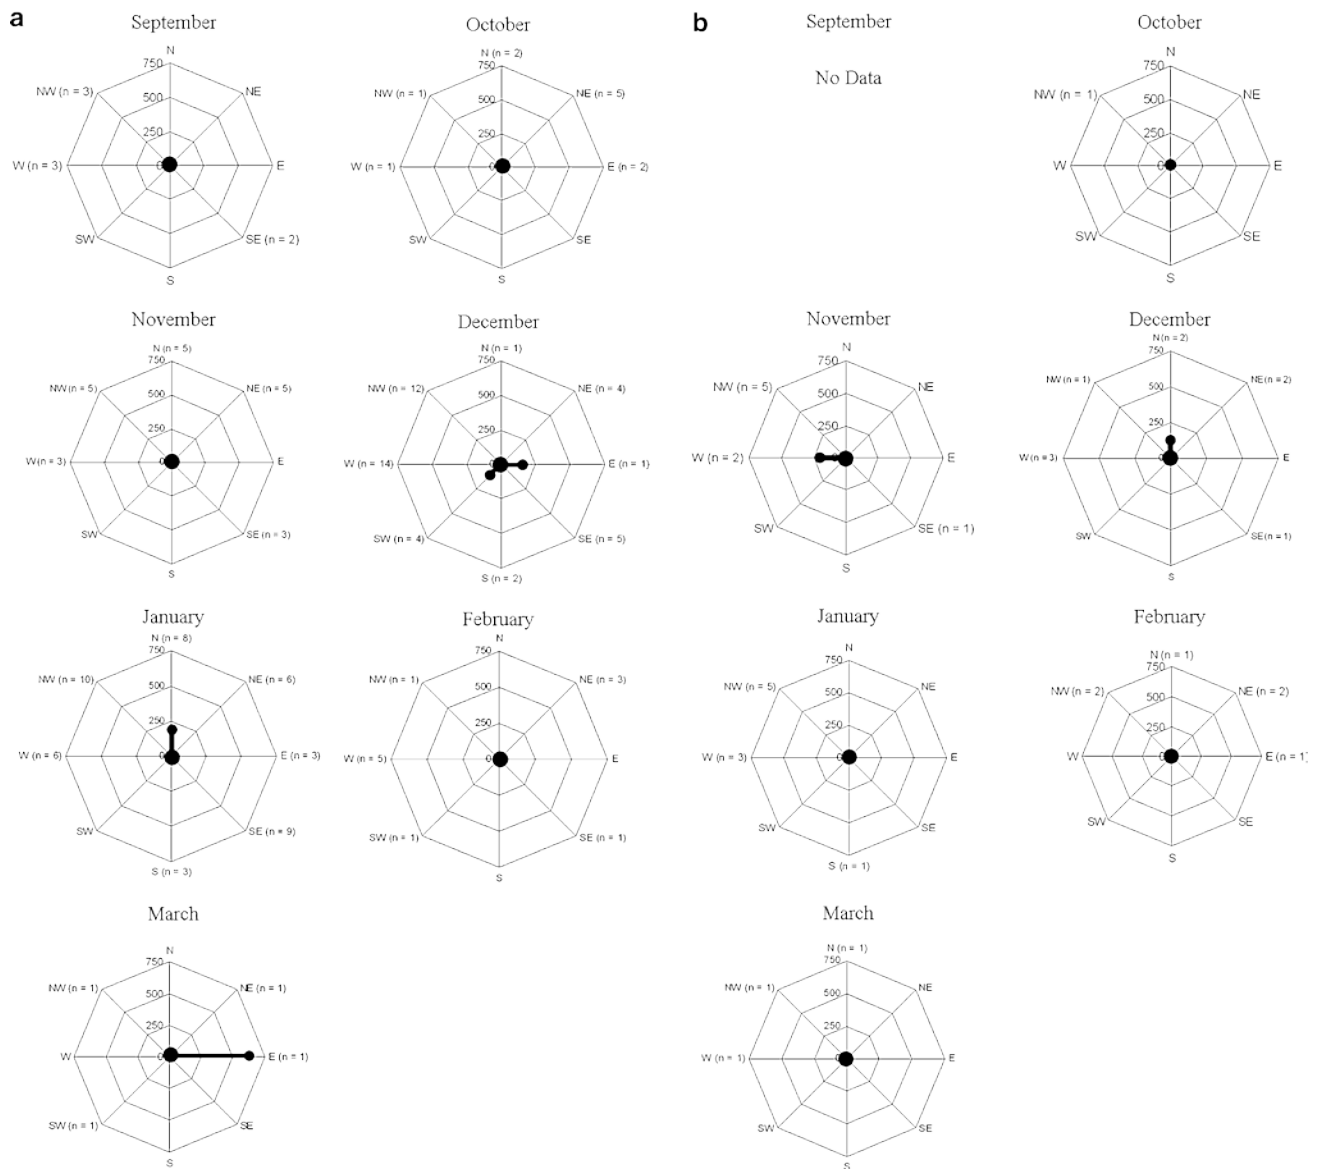 a
September
N
750
500
250
0
NW (n = 3)
NE
W (n = 3)
E
SW
SE (n = 2)
S
October
N (n = 2)
750
500
250
0
NW (n = 1)
NE (n = 5)
W (n = 1)
E (n = 2)
SW
SE
S
b
September
No Data
October
N
750
500
250
0
NW (n = 1)
NE
W
E
SW
SE
S
November
N (n = 5)
750
500
250
0
NW (n = 5)
NE (n = 5)
W (n = 3)
E
SW
SE (n = 3)
S
December
N (n = 1)
750
500
250
0
NW (n = 12)
NE (n = 4)
W (n = 14)
E (n = 1)
SW (n = 4)
SE (n = 5)
S (n = 2)
November
N
750
500
250
0
NW (n = 5)
NE
W (n = 2)
E
SW
SE (n = 1)
S
December
N (n = 2)
750
500
250
0
NW (n = 1)
NE (n = 2)
W (n = 3)
E
SW
SE (n = 1)
S
January
N (n = 8)
750
500
250
0
NW (n = 10)
NE (n = 6)
W (n = 6)
E (n = 3)
SW
SE (n = 9)
S (n = 3)
February
N
750
500
250
0
NW (n = 1)
NE (n = 3)
W (n = 5)
E
SW (n = 1)
SE (n = 1)
S
January
N
750
500
250
0
NW (n = 5)
NE
W (n = 3)
E
SW
SE
S (n = 1)
February
N (n = 1)
750
500
250
0
NW (n = 2)
NE (n = 2)
W
E (n = 1)
SW
SE
S
March
N
750
500
250
0
NW (n = 1)
NE (n = 1)
W
E (n = 1)
SW (n = 1)
SE
S
March
N (n = 1)
750
500
250
0
NW (n = 1)
NE
W (n = 1)
E
SW
SE
S